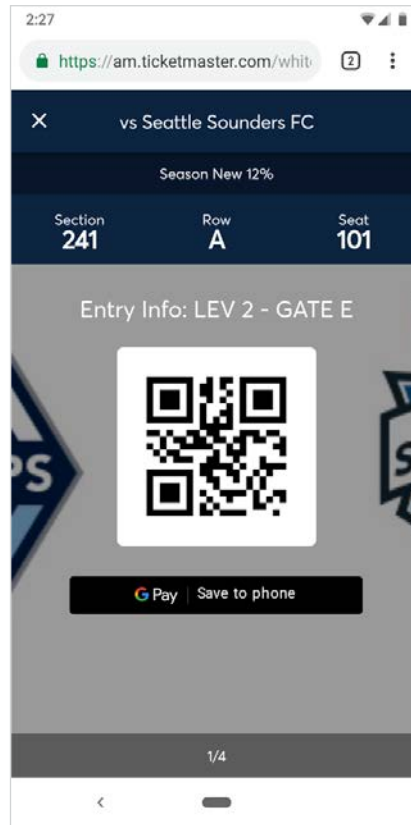 2:27
https://am.ticketmaster.com/whit
2
vs Seattle Sounders FC
Season New 12%
Section Row Seat
241 A 101
Entry Info: LEV 2 - GATE E
PS
S
G Pay Save to phone
1/4